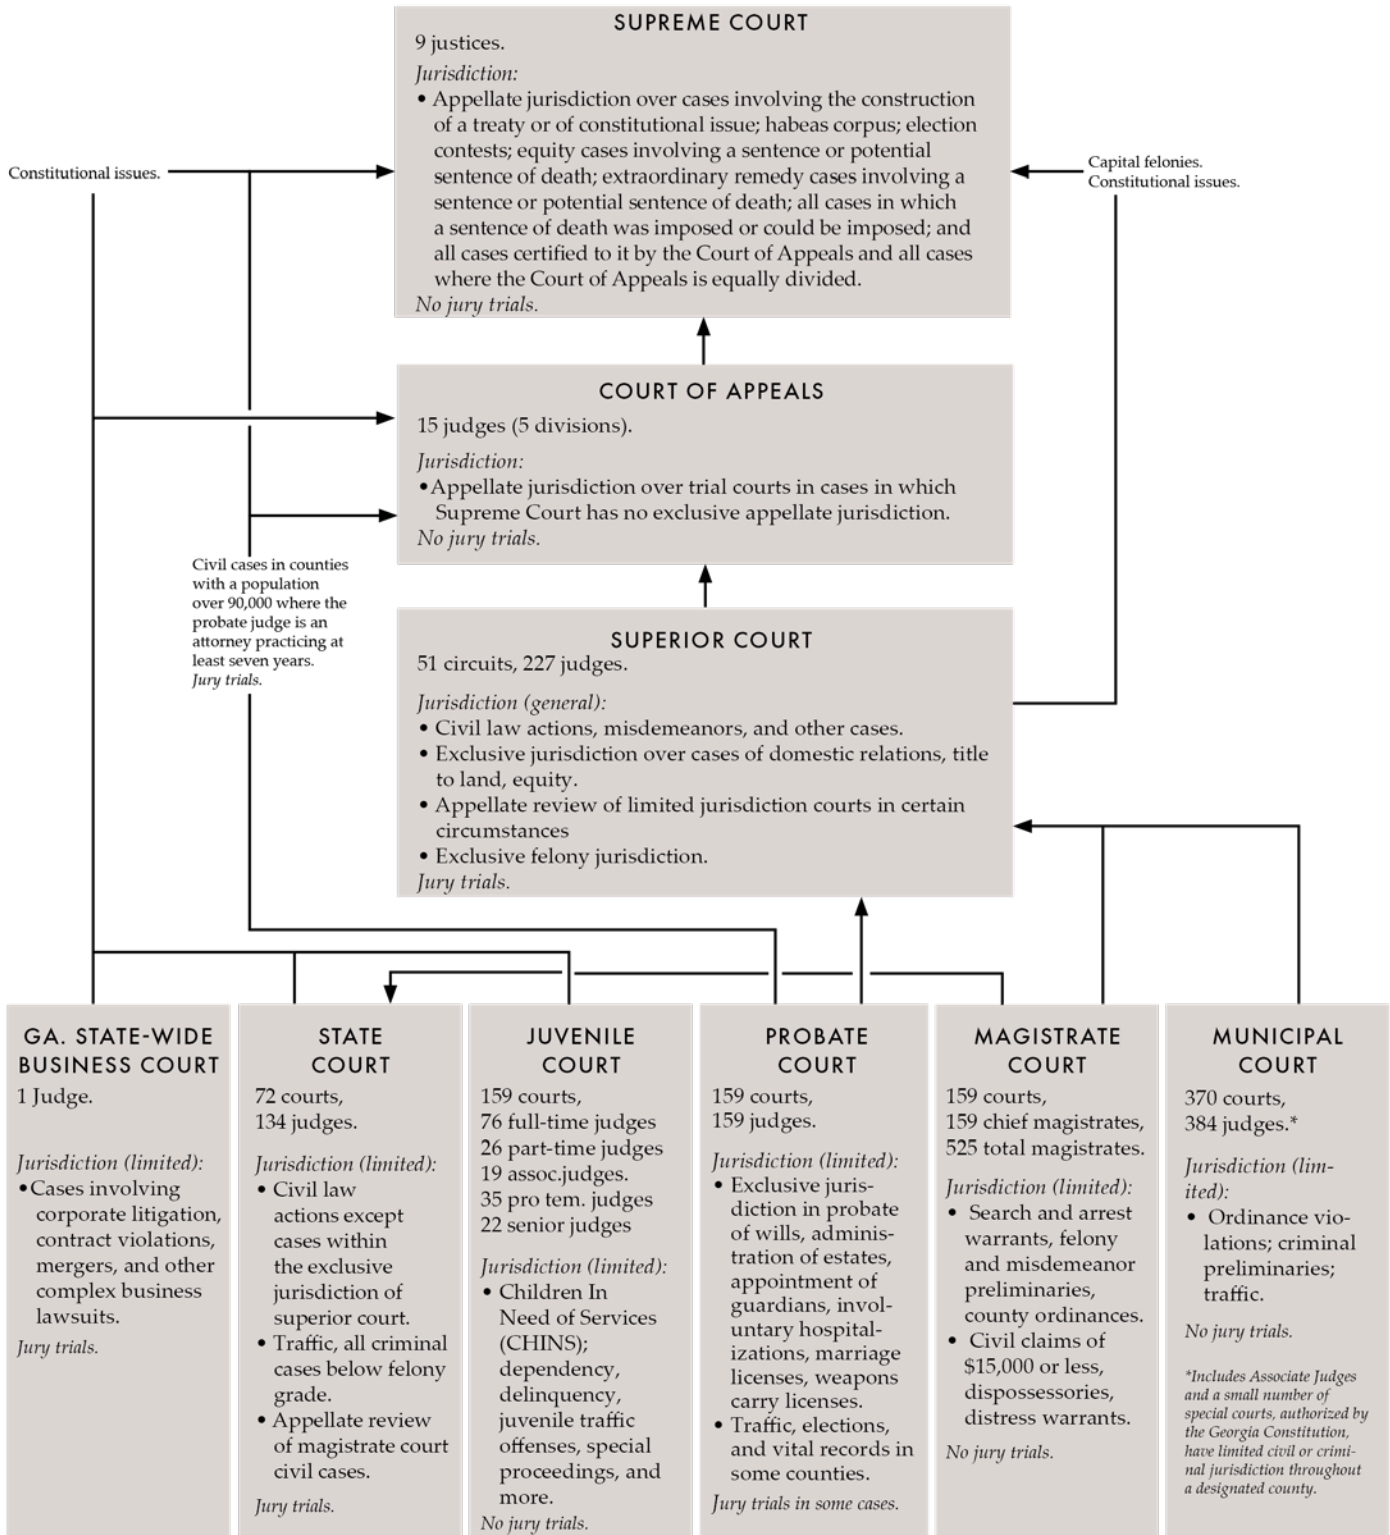 SUPREME COURT
9 justices.
Jurisdiction:
• Appellate jurisdiction over cases involving the construction
of a treaty or of constitutional issue; habeas corpus; election
contests; equity cases involving a sentence or potential
sentence of death; extraordinary remedy cases involving a
sentence or potential sentence of death; all cases in which
a sentence of death was imposed or could be imposed; and
all cases certified to it by the Court of Appeals and all cases
where the Court of Appeals is equally divided.
No jury trials.
Constitutional issues.
Capital felonies.
Constitutional issues.
COURT OF APPEALS
15 judges (5 divisions).
Jurisdiction:
•Appellate jurisdiction over trial courts in cases in which
Supreme Court has no exclusive appellate jurisdiction.
No jury trials.
Civil cases in counties
with a population
over 90,000 where the
probate judge is an
attorney practicing at
least seven years.
Jury trials.
SUPERIOR COURT
51 circuits, 227 judges.
Jurisdiction (general):
• Civil law actions, misdemeanors, and other cases.
• Exclusive jurisdiction over cases of domestic relations, title
to land, equity.
• Appellate review of limited jurisdiction courts in certain
circumstances
• Exclusive felony jurisdiction.
Jury trials.
GA. STATE-WIDE
BUSINESS COURT
1 Judge.
Jurisdiction (limited):
•Cases involving
corporate litigation,
contract violations,
mergers, and other
complex business
lawsuits.
Jury trials.
STATE
COURT
72 courts,
134 judges.
Jurisdiction (limited):
• Civil law
actions except
cases within
the exclusive
jurisdiction of
superior court.
• Traffic, all criminal
cases below felony
grade.
• Appellate review
of magistrate court
civil cases.
Jury trials.
JUVENILE
COURT
159 courts,
76 full-time judges
26 part-time judges
19 assoc.judges.
35 pro tem. judges
22 senior judges
Jurisdiction (limited):
• Children In
Need of Services
(CHINS);
dependency,
delinquency,
juvenile traffic
offenses, special
proceedings, and
more.
No jury trials.
PROBATE
COURT
159 courts,
159 judges.
Jurisdiction (limited):
• Exclusive juris-
diction in probate
of wills, adminis-
tration of estates,
appointment of
guardians, invol-
untary hospital-
izations, marriage
licenses, weapons
carry licenses.
• Traffic, elections,
and vital records in
some counties.
Jury trials in some cases.
MAGISTRATE
COURT
159 courts,
159 chief magistrates,
525 total magistrates.
Jurisdiction (limited):
• Search and arrest
warrants, felony
and misdemeanor
preliminaries,
county ordinances.
• Civil claims of
$15,000 or less,
dispossessories,
distress warrants.
No jury trials.
MUNICIPAL
COURT
370 courts,
384 judges.*
Jurisdiction (lim-
ited):
• Ordinance vio-
lations; criminal
preliminaries;
traffic.
No jury trials.
*Includes Associate Judges
and a small number of
special courts, authorized by
the Georgia Constitution,
have limited civil or crimi-
nal jurisdiction throughout
a designated county.